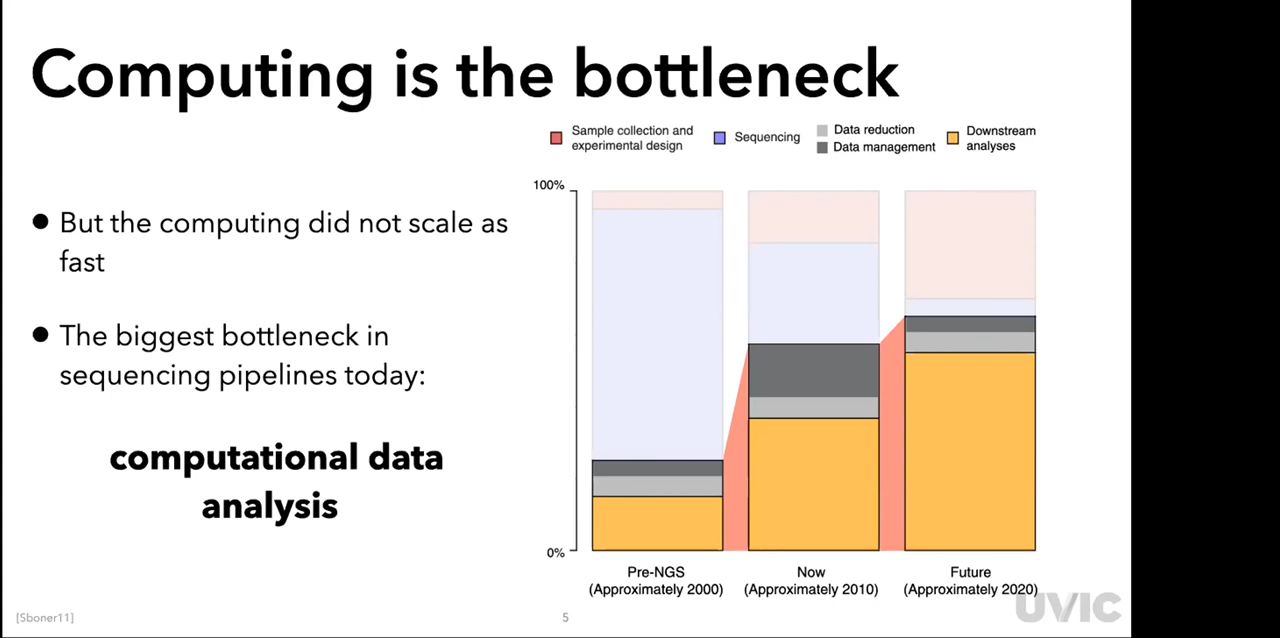 Computing is the bottleneck
• But the computing did not scale as
fast
• The biggest bottleneck in
sequencing pipelines today:
computational data
analysis
Sample collection and
experimental design
Sequencing
Data reduction
Data management
Downstream
analyses
100%
0%
Pre-NGS
(Approximately 2000)
Now
(Approximately 2010)
Future
(Approximately 2020)
[Sboner11]
5
UVIC